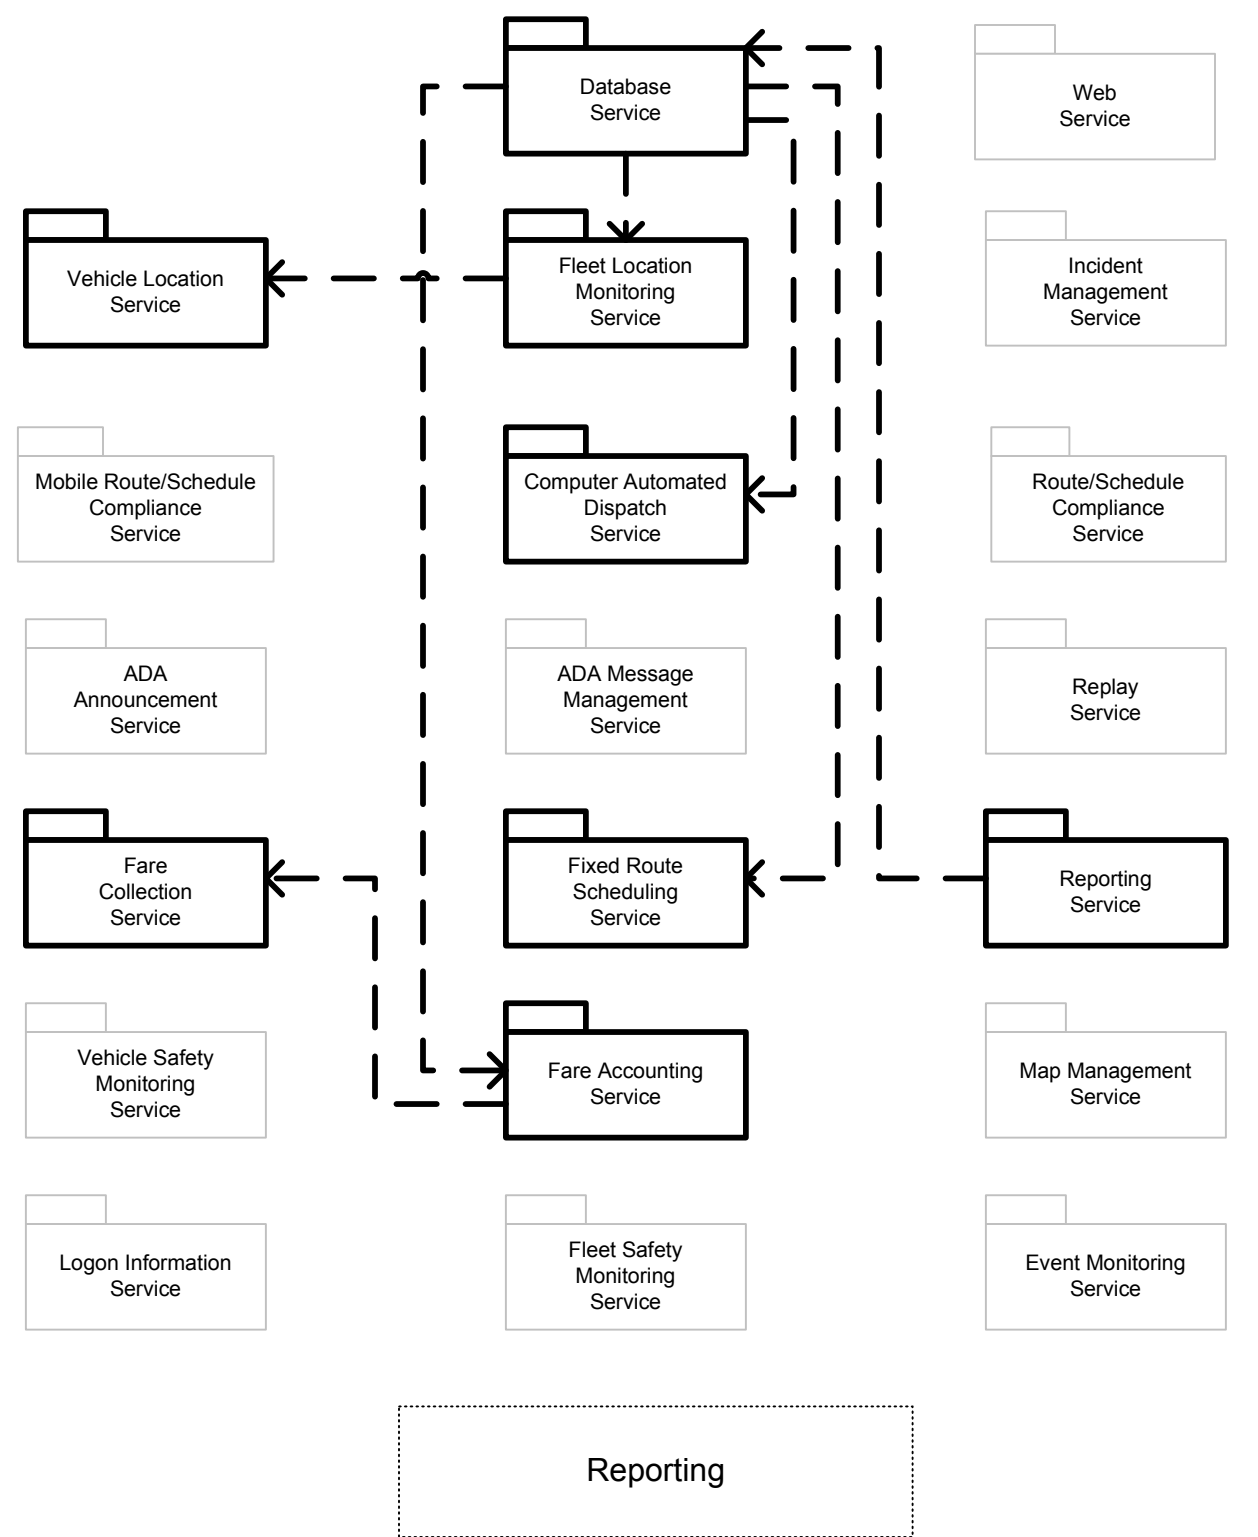 Database
Service
Web
Service
Vehicle Location
Service
Fleet Location
Monitoring
Service
Incident
Management
Service
Mobile Route/Schedule
Compliance
Service
Computer Automated
Dispatch
Service
Route/Schedule
Compliance
Service
ADA
Announcement
Service
ADA Message
Management
Service
Replay
Service
Fare
Collection
Service
Fixed Route
Scheduling
Service
Reporting
Service
Vehicle Safety
Monitoring
Service
Fare Accounting
Service
Map Management
Service
Logon Information
Service
Fleet Safety
Monitoring
Service
Event Monitoring
Service
Reporting